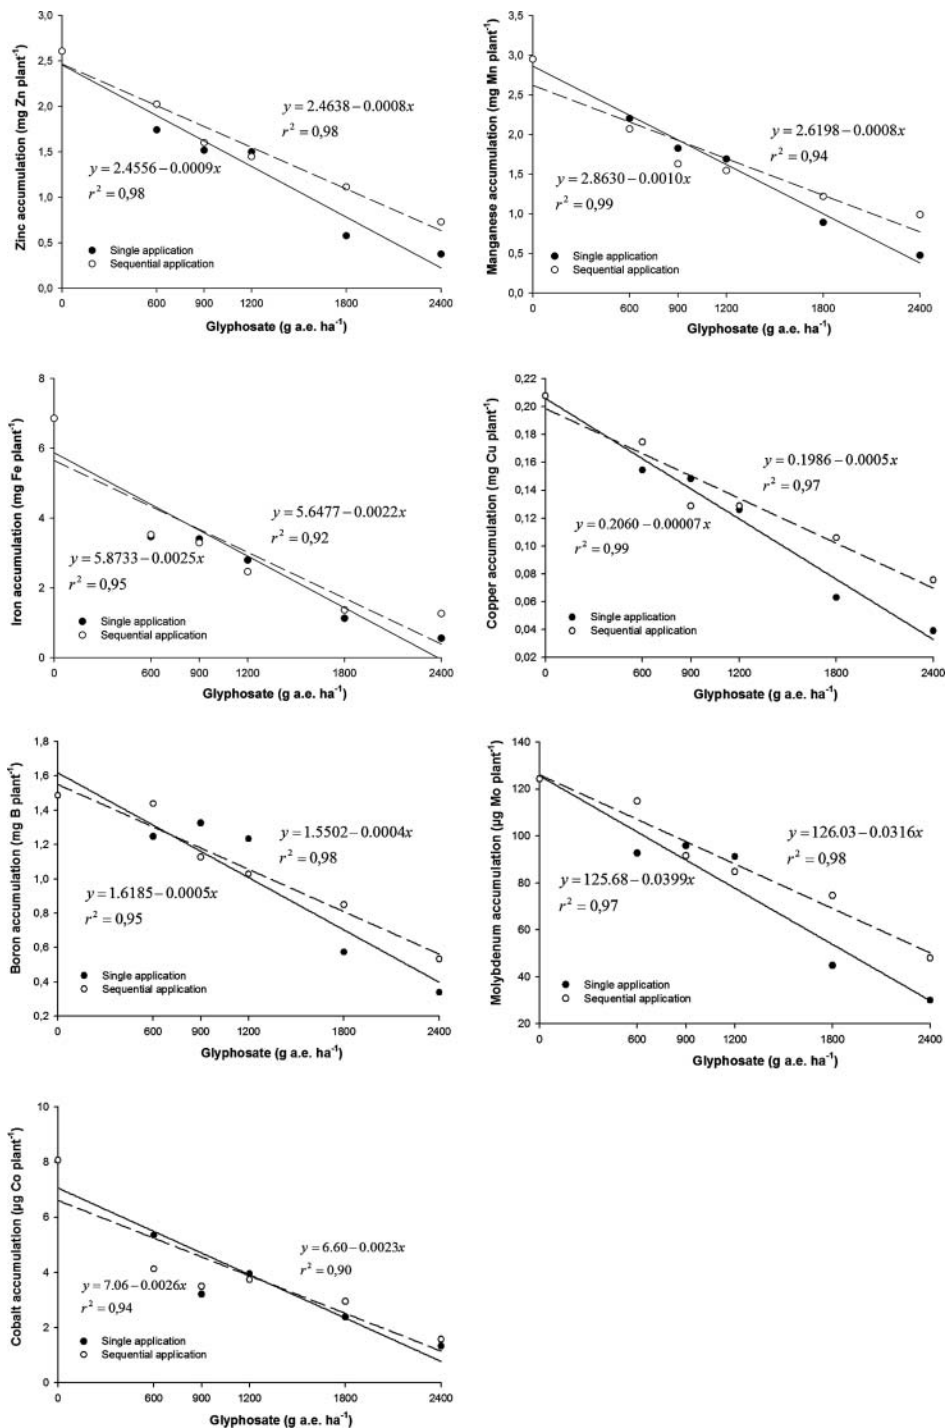 Zinc accumulation (mg Zn plant⁻¹)
3,0
2,5
2,0
1,5
1,0
0,5
0,0
y = 2.4638−0.0008x
r² = 0,98
y = 2.4556−0.0009x
r² = 0,98
Single application
Sequential application
0 600 900 1200 1800 2400
Glyphosate (g a.e. ha⁻¹)
Manganese accumulation (mg Mn plant⁻¹)
3,5
3,0
2,5
2,0
1,5
1,0
0,5
0,0
y = 2.6198−0.0008x
r² = 0,94
y = 2.8630−0.0010x
r² = 0,99
Single application
Sequential application
0 600 900 1200 1800 2400
Glyphosate (g a.e. ha⁻¹)
Iron accumulation (mg Fe plant⁻¹)
8
6
4
2
0
y = 5.6477−0.0022x
r² = 0,92
y = 5.8733−0.0025x
r² = 0,95
Single application
Sequential application
0 600 900 1200 1800 2400
Glyphosate (g a.e. ha⁻¹)
Copper accumulation (mg Cu plant⁻¹)
0,22
0,20
0,18
0,16
0,14
0,12
0,10
0,08
0,06
0,04
0,02
y = 0.1986−0.0005x
r² = 0,97
y = 0.2060−0.00007x
r² = 0,99
Single application
Sequential application
0 600 900 1200 1800 2400
Glyphosate (g a.e. ha⁻¹)
Boron accumulation (mg B plant⁻¹)
1,8
1,6
1,4
1,2
1,0
0,8
0,6
0,4
0,2
y = 1.5502−0.0004x
r² = 0,98
y = 1.6185−0.0005x
r² = 0,95
Single application
Sequential application
0 600 900 1200 1800 2400
Glyphosate (g a.e. ha⁻¹)
Molybdenum accumulation (µg Mo plant⁻¹)
140
120
100
80
60
40
20
y = 126.03−0.0316x
r² = 0,98
y = 125.68−0.0399x
r² = 0,97
Single application
Sequential application
0 600 900 1200 1800 2400
Glyphosate (g a.e. ha⁻¹)
Cobalt accumulation (µg Co plant⁻¹)
10
8
6
4
2
0
y = 6.60−0.0023x
r² = 0,90
y = 7.06−0.0026x
r² = 0,94
Single application
Sequential application
0 600 900 1200 1800 2400
Glyphosate (g a.e. ha⁻¹)